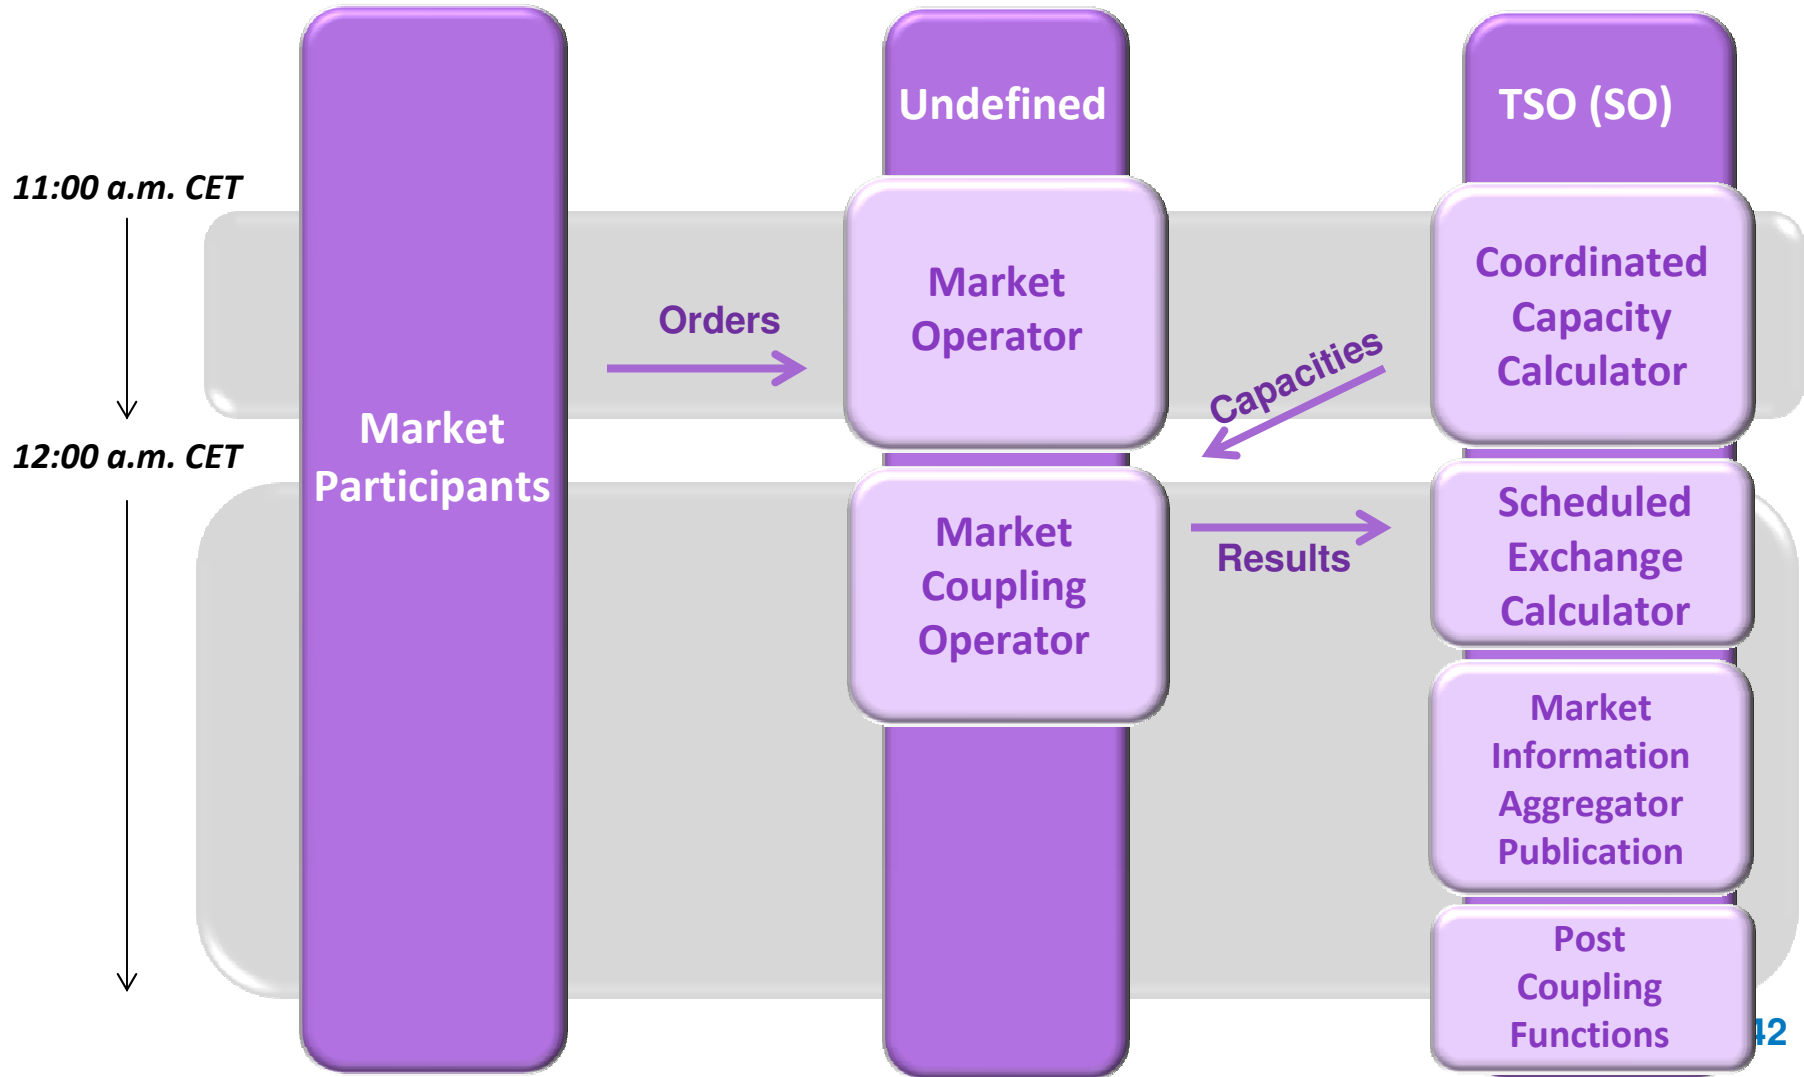 Undefined
TSO (SO)
11:00 a.m. CET
Market
Operator
Coordinated
Capacity
Calculator
Orders
Capacities
Market
Participants
12:00 a.m. CET
Market
Coupling
Operator
Results
Scheduled
Exchange
Calculator
Market
Information
Aggregator
Publication
Post
Coupling
Functions
42